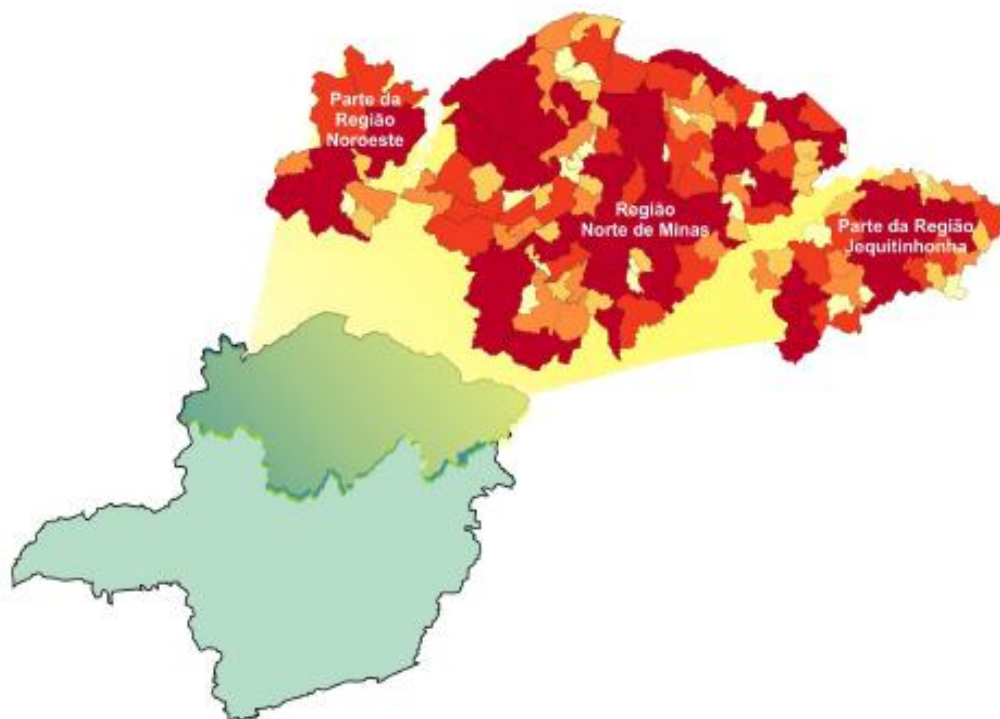 Parte da
Região
Noroeste
Região
Norte de Minas
Parte da Região
Jequitinhonha